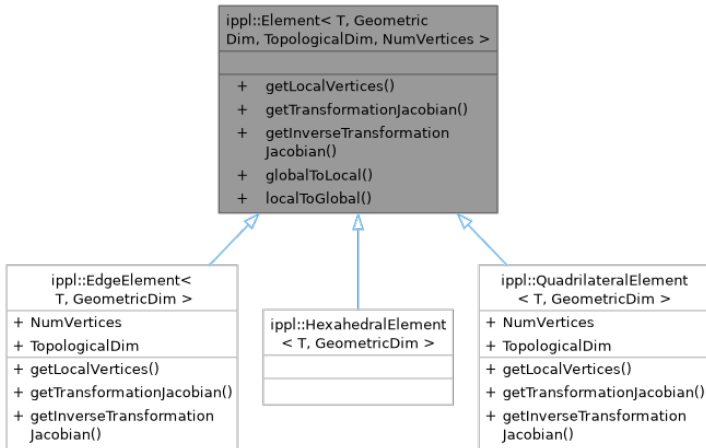 ippl::Element< T, Geometric
Dim, TopologicalDim, NumVertices >
+ getLocalVertices()
+ getTransformationJacobian()
+ getInverseTransformation
Jacobian()
+ globalToLocal()
+ localToGlobal()
ippl::EdgeElement<
T, GeometricDim >
+ NumVertices
+ TopologicalDim
+ getLocalVertices()
+ getTransformationJacobian()
+ getInverseTransformation
Jacobian()
ippl::HexahedralElement
< T, GeometricDim >
ippl::QuadrilateralElement
< T, GeometricDim >
+ NumVertices
+ TopologicalDim
+ getLocalVertices()
+ getTransformationJacobian()
+ getInverseTransformation
Jacobian()